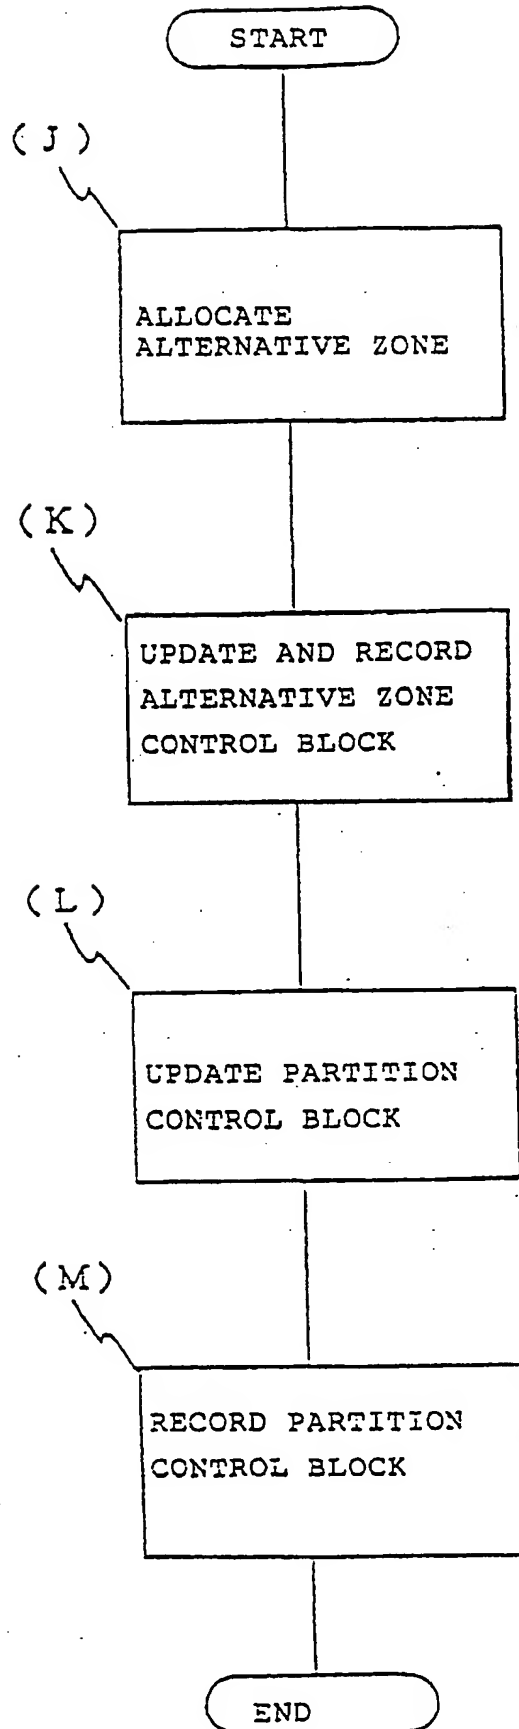 START
(J)
ALLOCATE
ALTERNATIVE ZONE
(K)
UPDATE AND RECORD
ALTERNATIVE ZONE
CONTROL BLOCK
(L)
UPDATE PARTITION
CONTROL BLOCK
(M)
RECORD PARTITION
CONTROL BLOCK
END